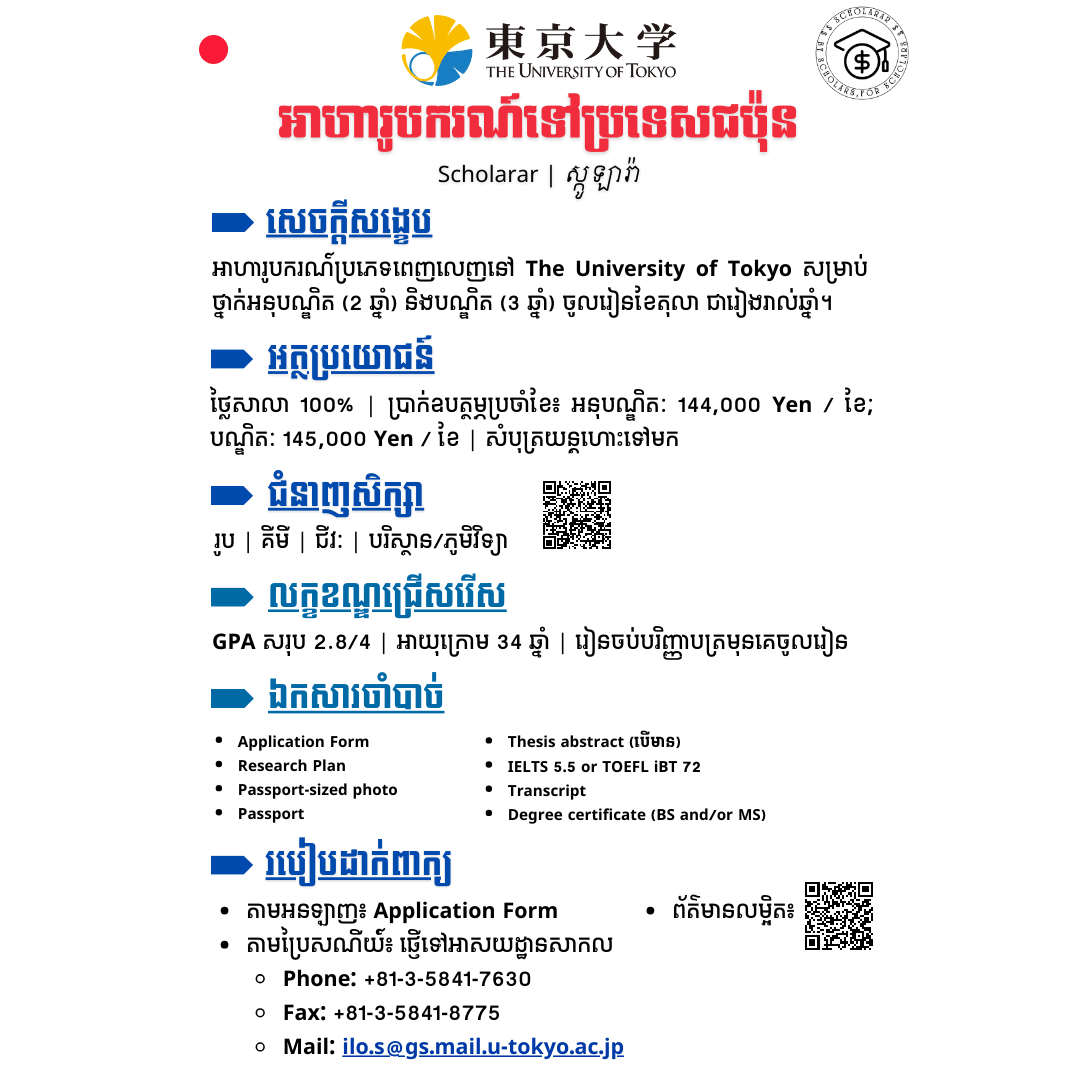 東京大学
THE UNIVERSITY OF TOKYO
SCHOLARAR
BY SCHOLARS, FOR SCHOLARS
អាហារូបករណ៍ទៅប្រទេសជប៉ុន
Scholarar | ស្កូឡារ៉ា
សេចក្តីសង្ខេប
អាហារូបករណ៍ប្រភេទពេញលេញនៅ The University of Tokyo សម្រាប់
ថ្នាក់អនុបណ្ឌិត (2 ឆ្នាំ) និងបណ្ឌិត (3 ឆ្នាំ) ចូលរៀនខែតុលា ជារៀងរាល់ឆ្នាំ។
អត្ថប្រយោជន៍
ថ្លៃសាលា 100% | ប្រាក់ឧបត្ថម្ភប្រចាំខែ៖ អនុបណ្ឌិត: 144,000 Yen / ខែ;
បណ្ឌិត: 145,000 Yen / ខែ | សំបុត្រយន្តហោះទៅមក
ជំនាញសិក្សា
រូប | គីមី | ជីវ: | បរិស្ថាន/ភូមិវិទ្យា
លក្ខខណ្ឌជ្រើសរើស
GPA សរុប 2.8/4 | អាយុក្រោម 34 ឆ្នាំ | រៀនចប់បរិញ្ញាបត្រមុនគេចូលរៀន
ឯកសារចាំបាច់
Application Form
Research Plan
Passport-sized photo
Passport
Thesis abstract (បើមាន)
IELTS 5.5 or TOEFL iBT 72
Transcript
Degree certificate (BS and/or MS)
របៀបដាក់ពាក្យ
តាមអនឡាញ៖ Application Form
ព័ត៌មានលម្អិត៖
តាមប្រៃសណីយ៍៖ ផ្ញើទៅអាសយដ្ឋានសាកល
Phone: +81-3-5841-7630
Fax: +81-3-5841-8775
Mail: ilo.s@gs.mail.u-tokyo.ac.jp